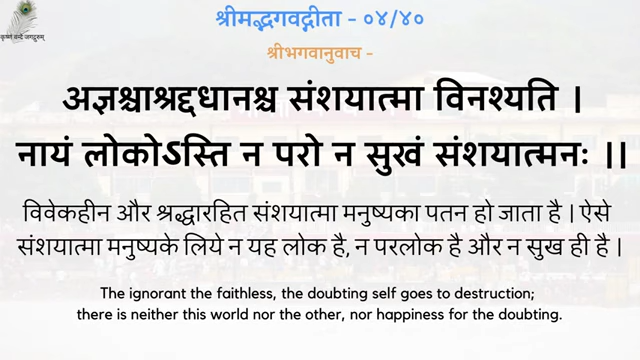 श्रीमद्भगवद्गीता - ०४/४०
कृष्णं वन्दे जगद्गुरुम्
श्रीभगवानुवाच -
अज्ञश्चाश्रद्दधानश्च संशयात्मा विनश्यति ।
नायं लोकोऽस्ति न परो न सुखं संशयात्मनः ।।
विवेकहीन और श्रद्धारहित संशयात्मा मनुष्यका पतन हो जाता है । ऐसे
संशयात्मा मनुष्यके लिये न यह लोक है, न परलोक है और न सुख ही है ।
The ignorant the faithless, the doubting self goes to destruction;
there is neither this world nor the other, nor happiness for the doubting.